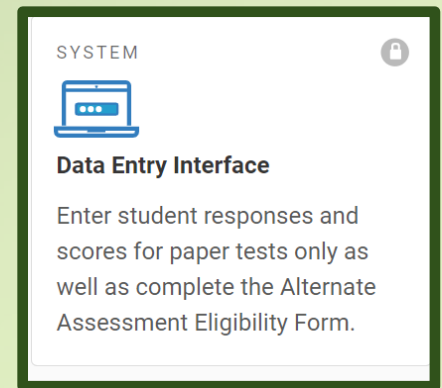 SYSTEM
Data Entry Interface
Enter student responses and
scores for paper tests only as
well as complete the Alternate
Assessment Eligibility Form.